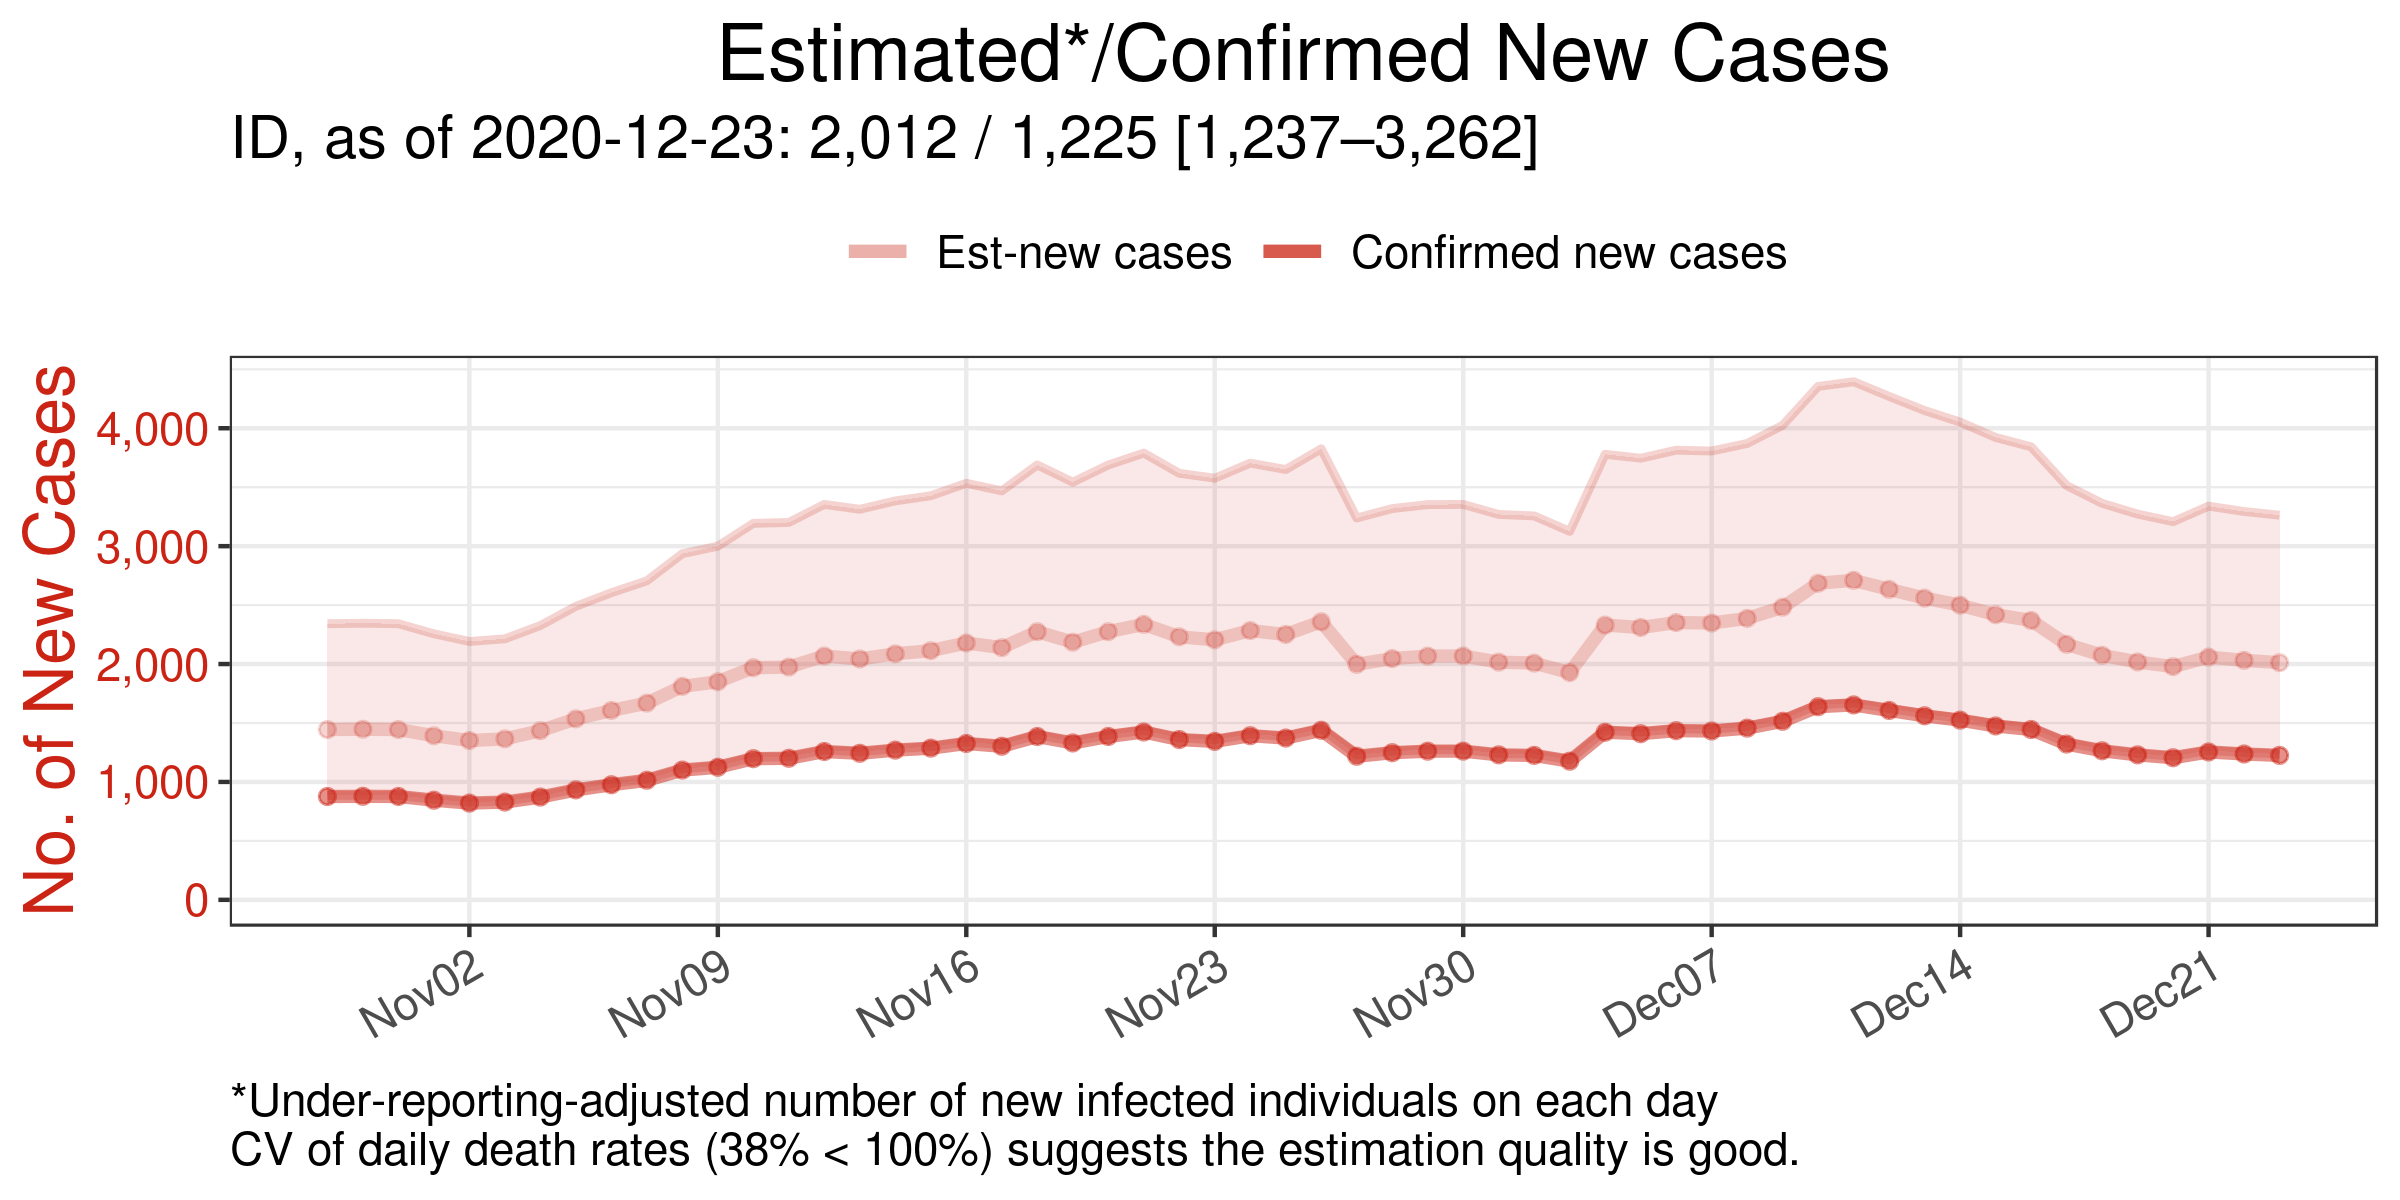 Estimated*/Confirmed New Cases
ID, as of 2020-12-23: 2,012 / 1,225 [1,237–3,262]
Est-new cases
Confirmed new cases
No. of New Cases
4,000
3,000
2,000
1,000
0
Nov02
Nov09
Nov16
Nov23
Nov30
Dec07
Dec14
Dec21
*Under-reporting-adjusted number of new infected individuals on each day
CV of daily death rates (38% < 100%) suggests the estimation quality is good.